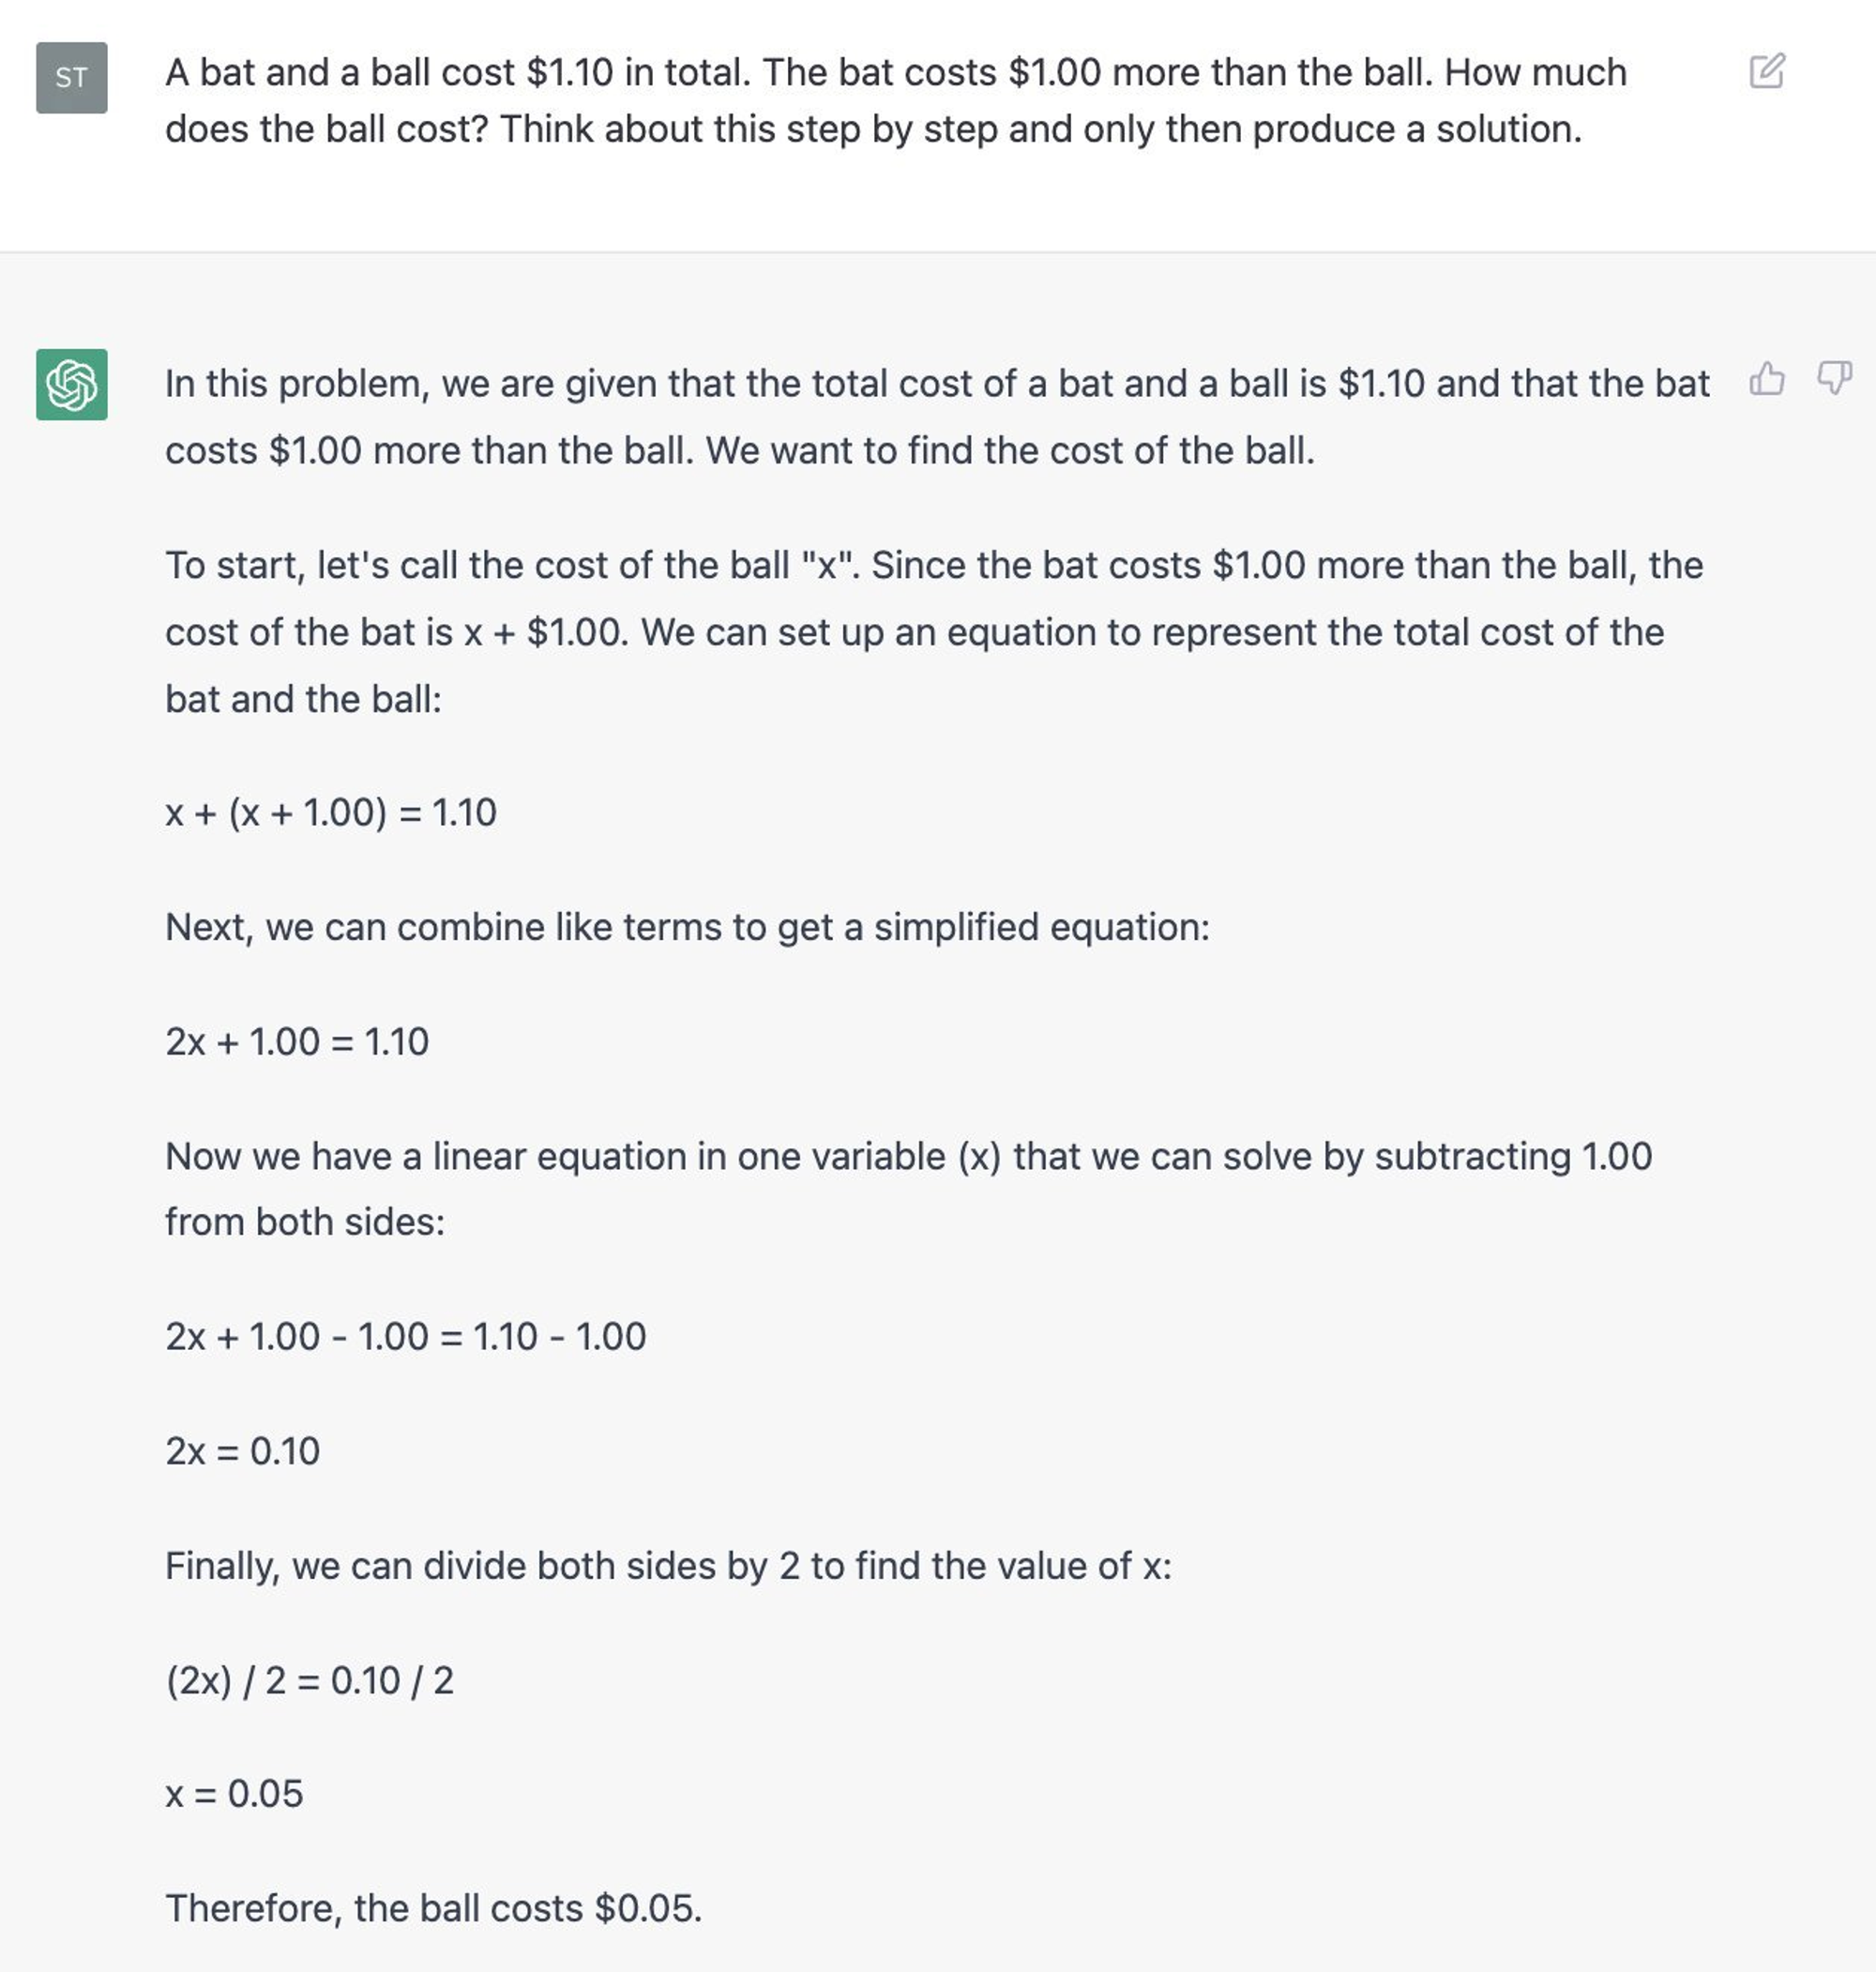 ST
A bat and a ball cost $1.10 in total. The bat costs $1.00 more than the ball. How much
does the ball cost? Think about this step by step and only then produce a solution.
In this problem, we are given that the total cost of a bat and a ball is $1.10 and that the bat
costs $1.00 more than the ball. We want to find the cost of the ball.
To start, let's call the cost of the ball "x". Since the bat costs $1.00 more than the ball, the
cost of the bat is x + $1.00. We can set up an equation to represent the total cost of the
bat and the ball:
x + (x + 1.00) = 1.10
Next, we can combine like terms to get a simplified equation:
2x + 1.00 = 1.10
Now we have a linear equation in one variable (x) that we can solve by subtracting 1.00
from both sides:
2x + 1.00 - 1.00 = 1.10 - 1.00
2x = 0.10
Finally, we can divide both sides by 2 to find the value of x:
(2x) / 2 = 0.10 / 2
x = 0.05
Therefore, the ball costs $0.05.